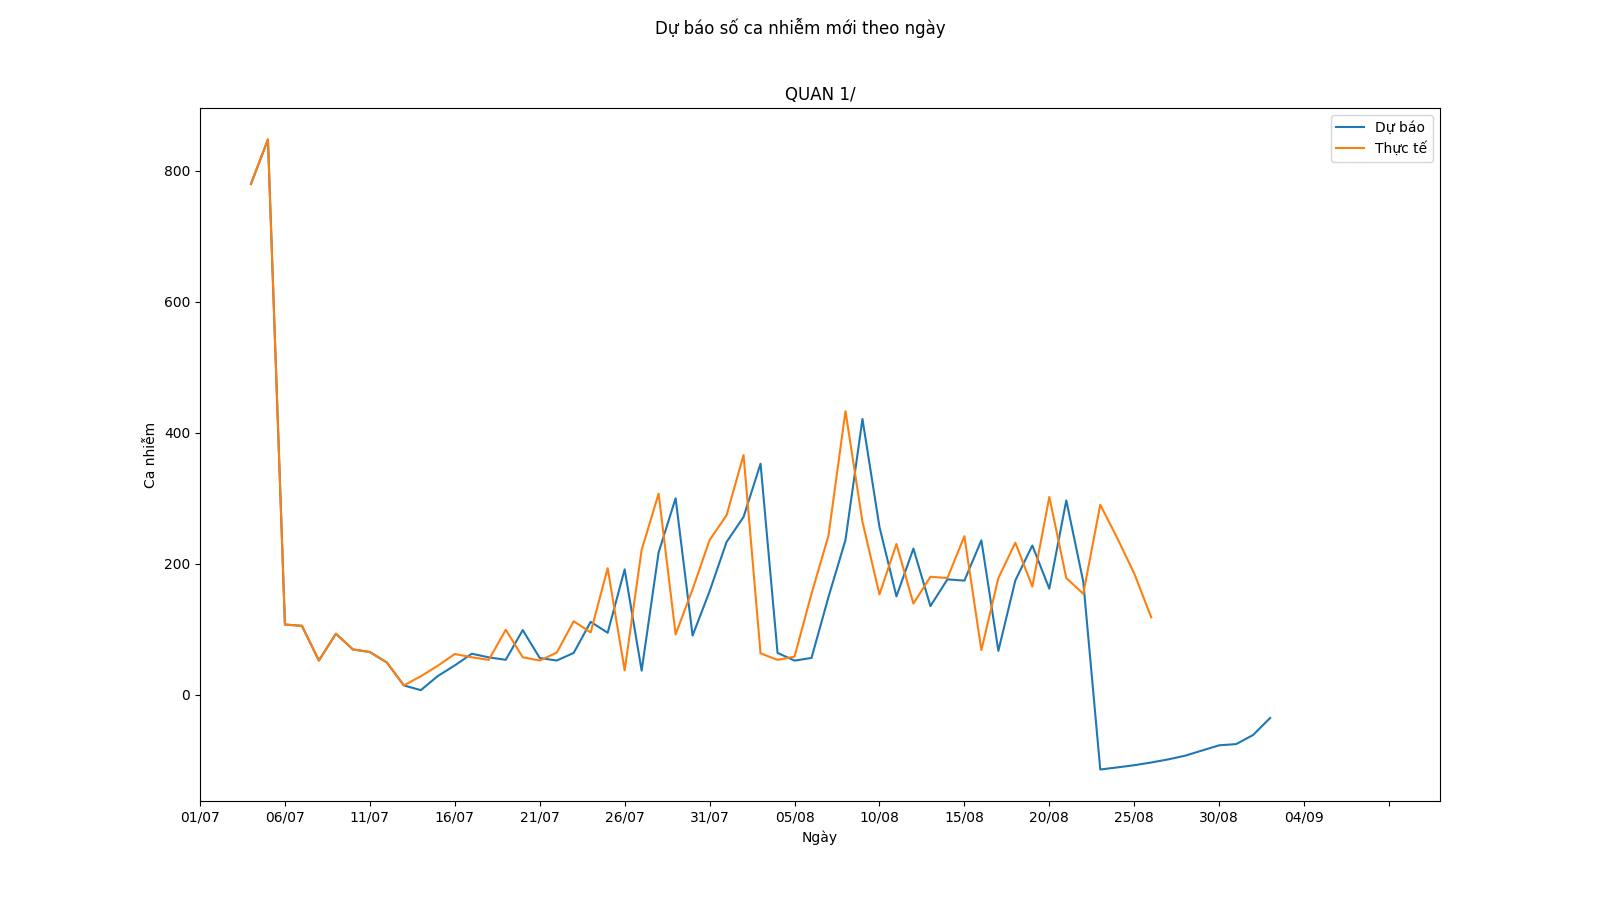 Dự báo số ca nhiễm mới theo ngày
QUAN 1/
Dự báo
Thực tế
800
600
400
200
0
Ca nhiễm
01/07 06/07 11/07 16/07 21/07 26/07 31/07 05/08 10/08 15/08 20/08 25/08 30/08 04/09
Ngày